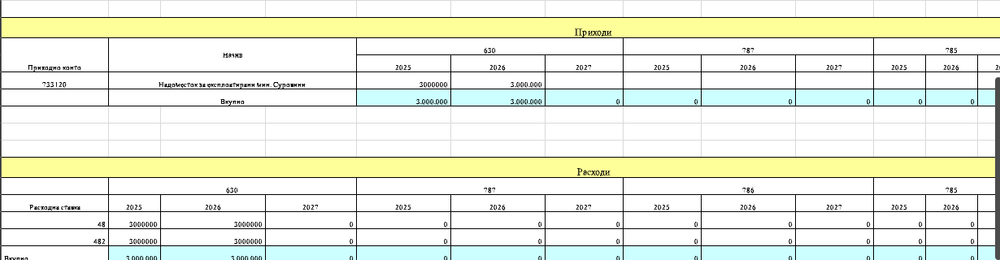 Приходи
Приходно конто Назив 630 787 785
2025 2026 2027 2025 2026 2027 2025 2026
733120 Надоместок за експлоатирани мин. Суровини 3000000 3.000.000
Вкупно 3.000.000 3.000.000 0 0 0 0 0 0
Расходи
630 787 786 785
Расходна ставка 2025 2026 2027 2025 2026 2027 2025 2026 2027 2025 2026
48 3000000 3000000 0 0 0 0 0 0 0 0 0
482 3000000 3000000 0 0 0 0 0 0 0 0 0
Вкупно 3.000.000 3.000.000 0 0 0 0 0 0 0 0 0